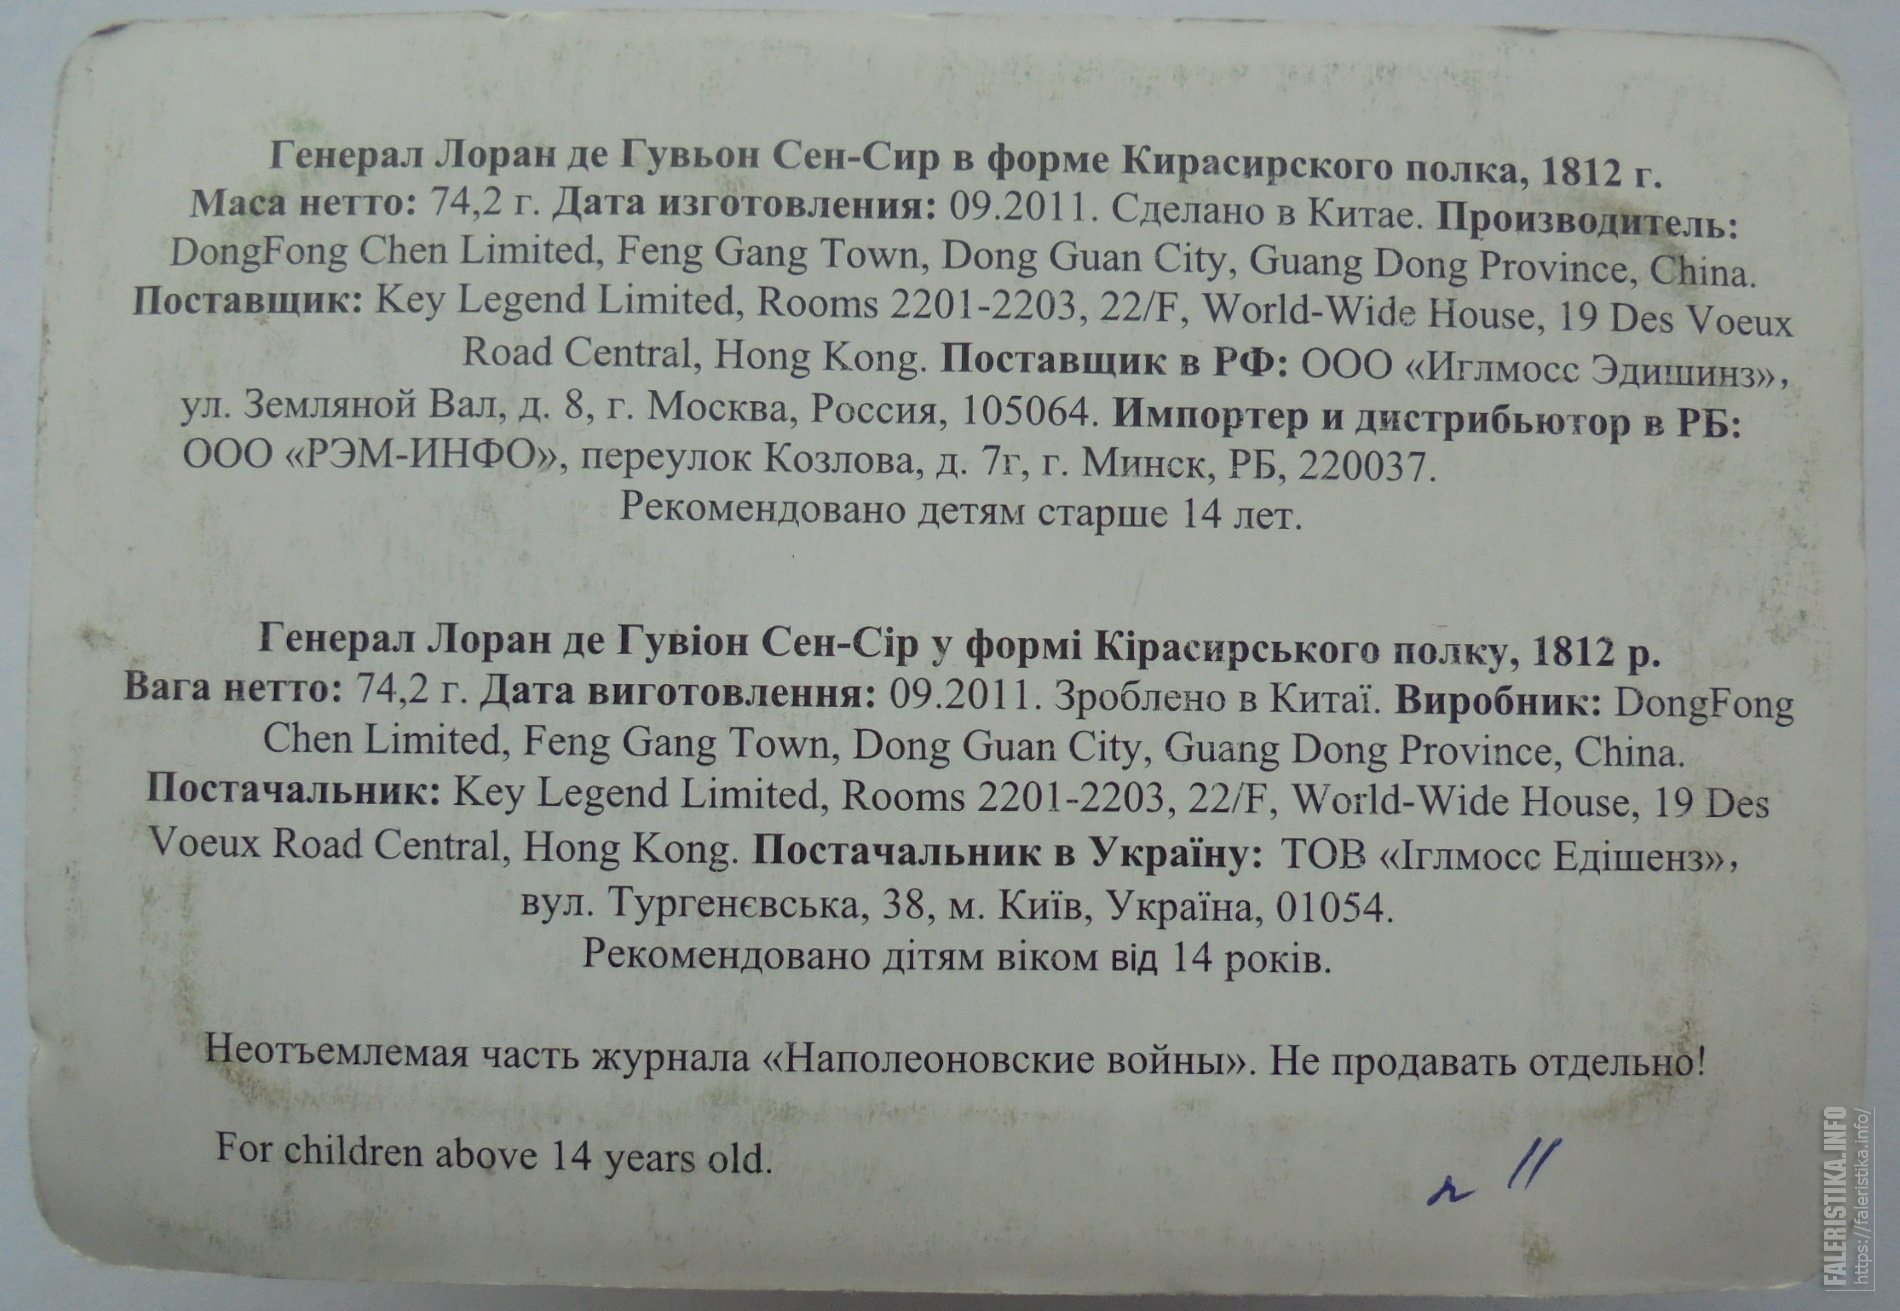 Генерал Лоран де Гувьон Сен-Сир в форме Кирасирского полка, 1812 г.
Маса нетто: 74,2 г. Дата изготовления: 09.2011. Сделано в Китае. Производитель:
DongFong Chen Limited, Feng Gang Town, Dong Guan City, Guang Dong Province, China.
Поставщик: Key Legend Limited, Rooms 2201-2203, 22/F, World-Wide House, 19 Des Voeux
Road Central, Hong Kong. Поставщик в РФ: ООО «Иглмосс Эдишинз»,
ул. Земляной Вал, д. 8, г. Москва, Россия, 105064. Импортер и дистрибьютор в РБ:
ООО «РЭМ-ИНФО», переулок Козлова, д. 7г, г. Минск, РБ, 220037.
Рекомендовано детям старше 14 лет.
Генерал Лоран де Гувіон Сен-Сір у формі Кірасирського полку, 1812 р.
Вага нетто: 74,2 г. Дата виготовлення: 09.2011. Зроблено в Китаї. Виробник: DongFong
Chen Limited, Feng Gang Town, Dong Guan City, Guang Dong Province, China.
Постачальник: Key Legend Limited, Rooms 2201-2203, 22/F, World-Wide House, 19 Des
Voeux Road Central, Hong Kong. Постачальник в Україну: ТОВ «Іглмосс Едішенз»,
вул. Тургенєвська, 38, м. Київ, Україна, 01054.
Рекомендовано дітям віком від 14 років.
Неотъемлемая часть журнала «Наполеоновские войны». Не продавать отдельно!
For children above 14 years old.
11
FALERISTIKA.INFO
https://faleristika.info/